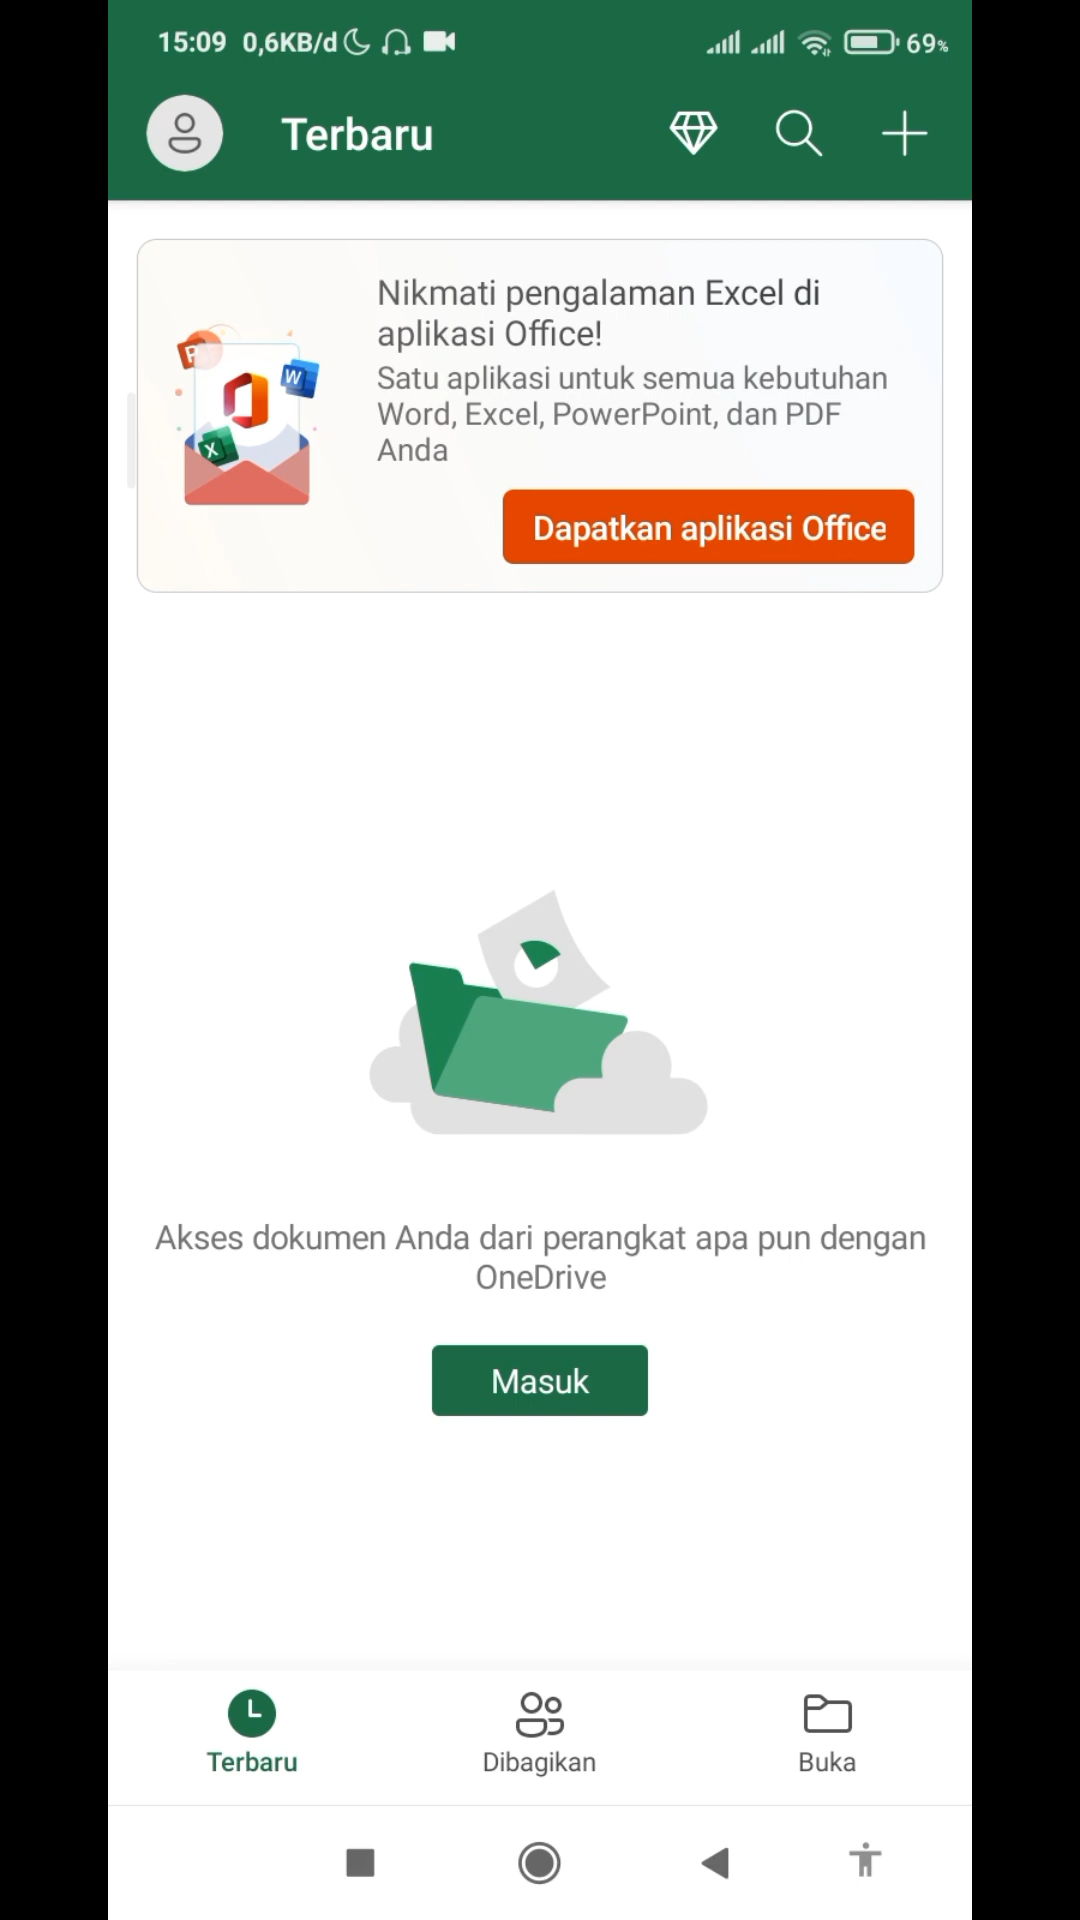 15:09 0,6KB/d 69%
Terbaru
Nikmati pengalaman Excel di
aplikasi Office!
Satu aplikasi untuk semua kebutuhan
Word, Excel, PowerPoint, dan PDF
Anda
P
W
X
Dapatkan aplikasi Office
Akses dokumen Anda dari perangkat apa pun dengan
OneDrive
Masuk
Terbaru Dibagikan Buka